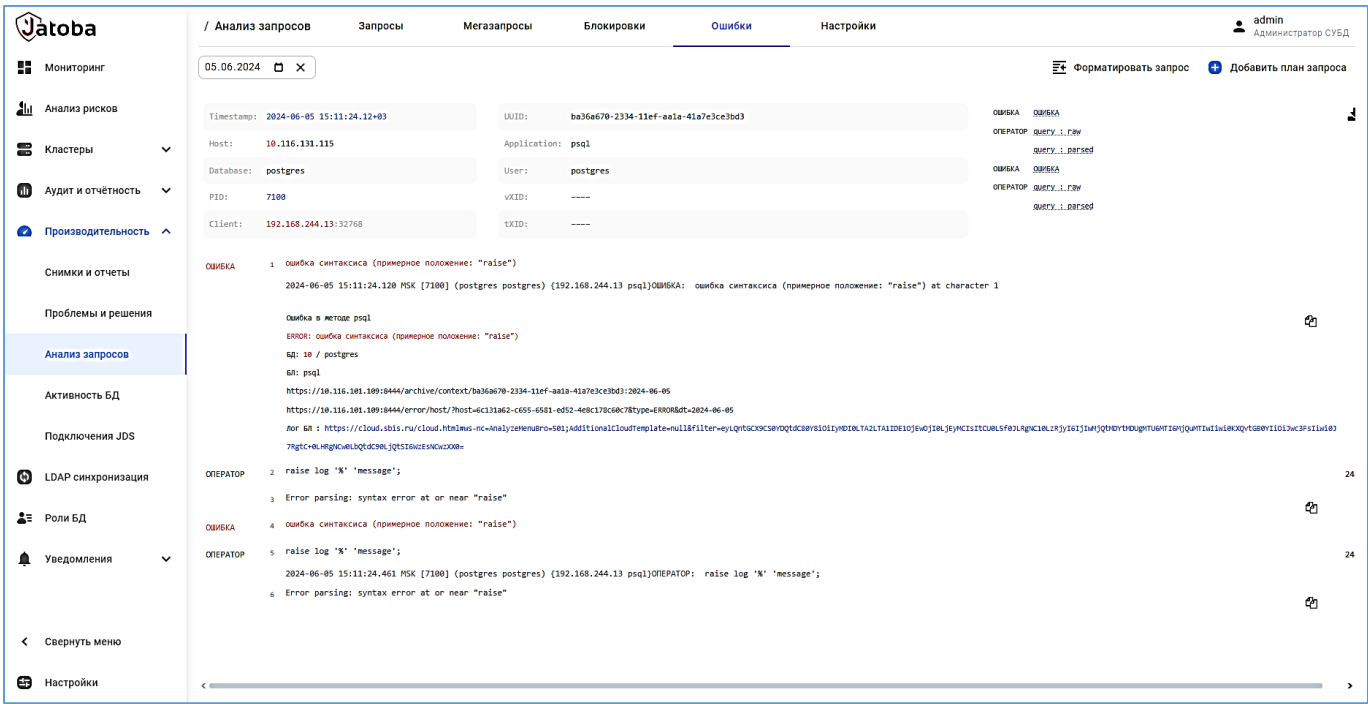 Jatoba
/ Анализ запросов
Запросы
Мегазапросы
Блокировки
Ошибки
Настройки
admin
Администратор СУБД
Мониторинг
Анализ рисков
Кластеры
Аудит и отчётность
Производительность
Снимки и отчеты
Проблемы и решения
Анализ запросов
Активность БД
Подключения JDS
LDAP синхронизация
Роли БД
Уведомления
Свернуть меню
Настройки
05.06.2024
Форматировать запрос
Добавить план запроса
Timestamp: 2024-06-05 15:11:24.12+03
UUID: ba36a670-2334-11ef-aa1a-41a7e3ce3bd3
Host: 10.116.131.115
Application: psql
Database: postgres
User: postgres
PID: 7100
vXID: ----
Client: 192.168.244.13:32768
tXID: ----
ОШИБКА ОШИБКА
ОПЕРАТОР query : raw
query : parsed
ОШИБКА ОШИБКА
ОПЕРАТОР query : raw
query : parsed
ОШИБКА 1 ошибка синтаксиса (примерное положение: "raise")
2024-06-05 15:11:24.120 MSK [7100] (postgres postgres) {192.168.244.13 psql}ОШИБКА: ошибка синтаксиса (примерное положение: "raise") at character 1
Ошибка в методе psql
ERROR: ошибка синтаксиса (примерное положение: "raise")
БД: 10 / postgres
БЛ: psql
https://10.116.101.109:8444/archive/context/ba36a670-2334-11ef-aa1a-41a7e3ce3bd3:2024-06-05
https://10.116.101.109:8444/error/host/?host=6c131a62-c655-6581-ed52-4e8c178c60c7&type=ERROR&dt=2024-06-05
Лог БЛ : 
ОПЕРАТОР 2 raise log '%' 'message'; 24
3 Error parsing: syntax error at or near "raise"
ОШИБКА 4 ошибка синтаксиса (примерное положение: "raise")
ОПЕРАТОР 5 raise log '%' 'message'; 24
2024-06-05 15:11:24.461 MSK [7100] (postgres postgres) {192.168.244.13 psql}ОПЕРАТОР: raise log '%' 'message';
6 Error parsing: syntax error at or near "raise"